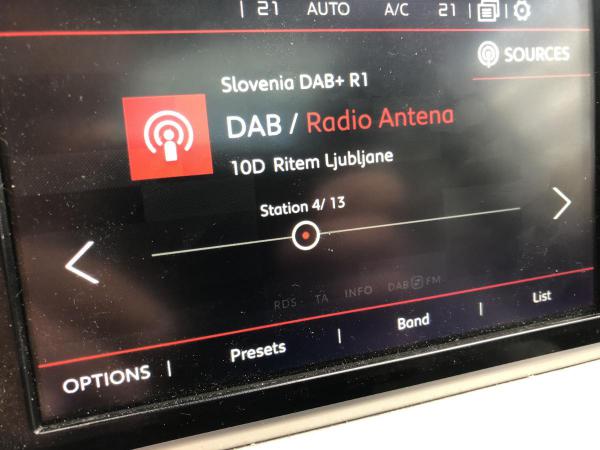 21 AUTO A/C 21
SOURCES
Slovenia DAB+ R1
DAB / Radio Antena
10D Ritem Ljubljane
Station 4/ 13
RDS TA INFO DAB FM
OPTIONS Presets Band List